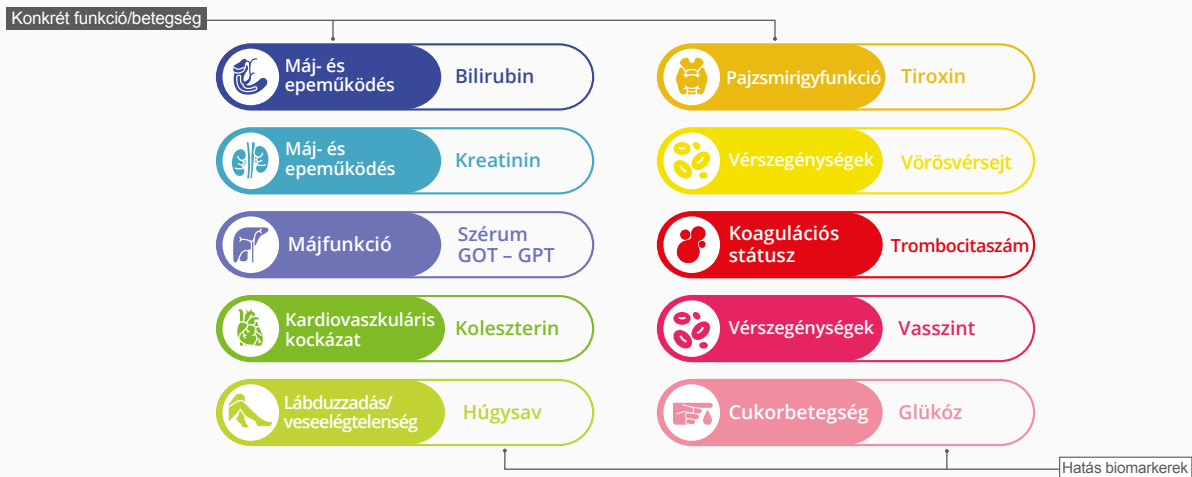 Konkrét funkció/betegség
Máj- és
epeműködés
Bilirubin
Máj- és
epeműködés
Kreatinin
Májfunkció
Szérum
GOT – GPT
Kardiovaszkuláris
kockázat
Koleszterin
Lábduzzadás/
veseelégtelenség
Húgysav
Pajzsmirigyfunkció
Tiroxin
Vérszegénységek
Vörösvérsejt
Koagulációs
státusz
Trombocitaszám
Vérszegénységek
Vasszint
Cukorbetegség
Glükóz
Hatás biomarkerek